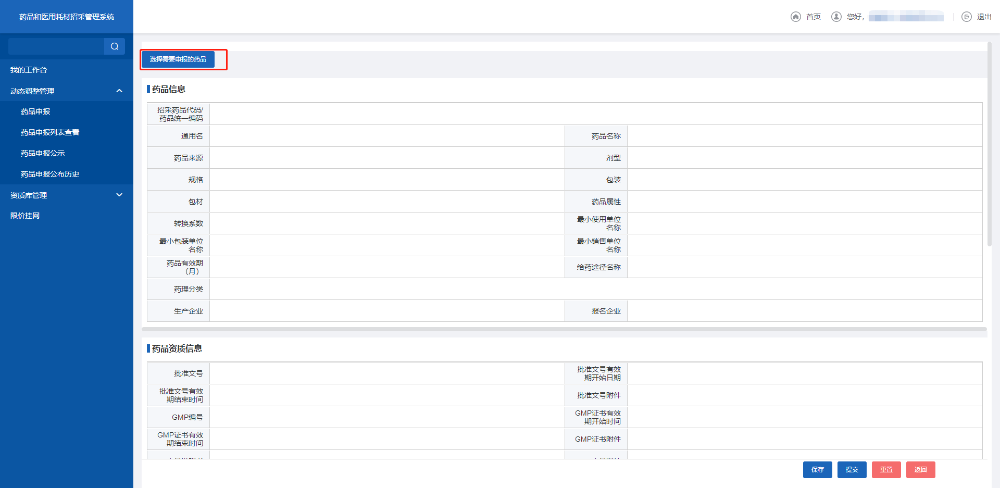 药品和医用耗材招采管理系统
首页
您好,
退出
我的工作台
动态调整管理
药品申报
药品申报列表查看
药品申报公示
药品申报公布历史
资质库管理
限价挂网
选择需要申报的药品
药品信息
招采药品代码/
药品统一编码
通用名
药品名称
药品来源
剂型
规格
包装
包材
药品属性
转换系数
最小使用单位
名称
最小包装单位
名称
最小销售单位
名称
药品有效期
（月）
给药途径名称
药理分类
生产企业
报名企业
药品资质信息
批准文号
批准文号有效
期开始日期
批准文号有效
期结束时间
批准文号附件
GMP编号
GMP证书有效
期开始时间
GMP证书有效
期结束时间
GMP证书附件
保存
提交
重置
返回